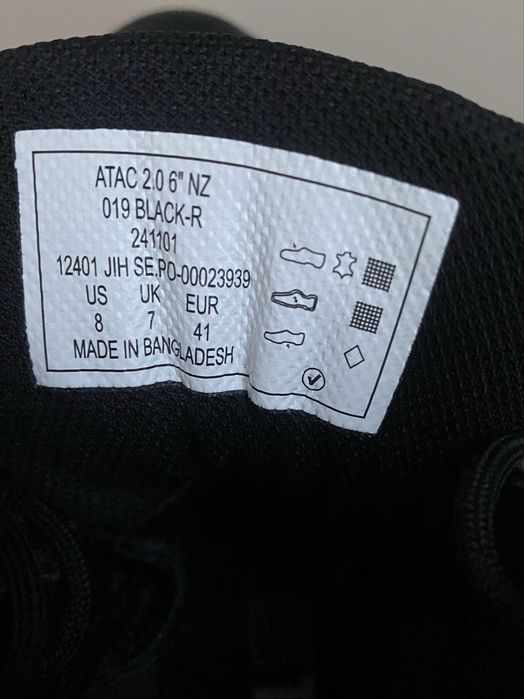 ATAC 2.0 6" NZ
019 BLACK-R
241101
12401 JIH SE.PO-00023939
US UK EUR
8 7 41
MADE IN BANGLADESH